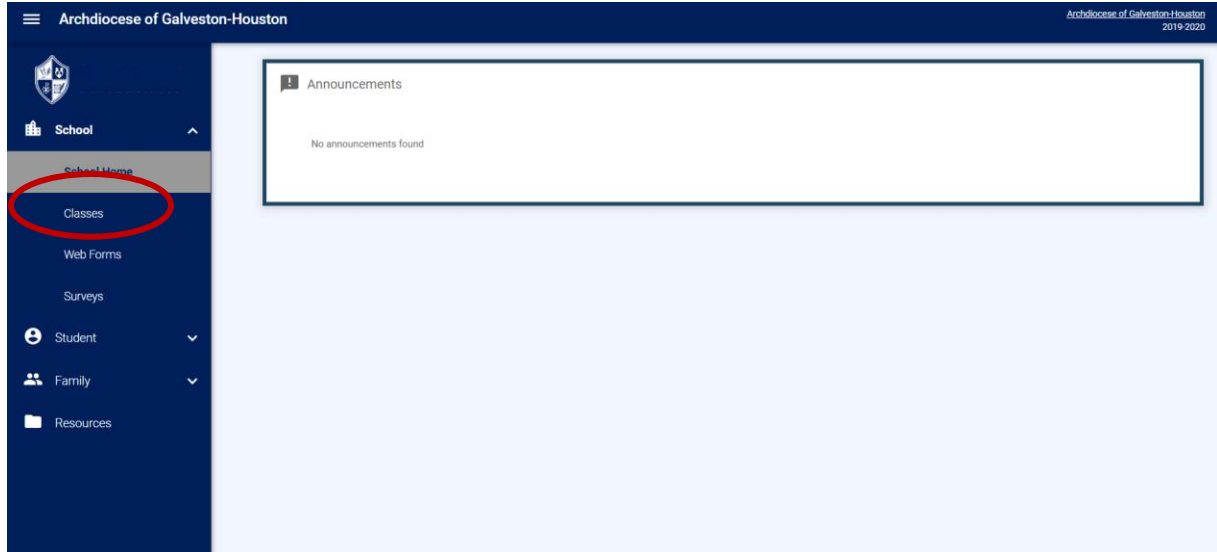 Archdiocese of Galveston-Houston
Archdiocese of Galveston-Houston
2019-2020
Announcements
No announcements found
School
School Home
Classes
Web Forms
Surveys
Student
Family
Resources